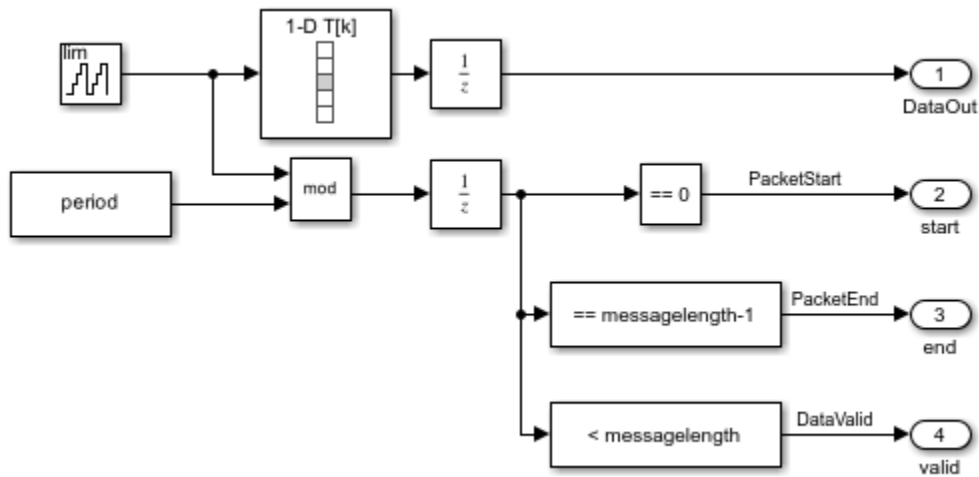 lim
1-D T[k]
1
z
1
DataOut
period
mod
1
z
== 0
PacketStart
2
start
== messagelength-1
PacketEnd
3
end
< messagelength
DataValid
4
valid